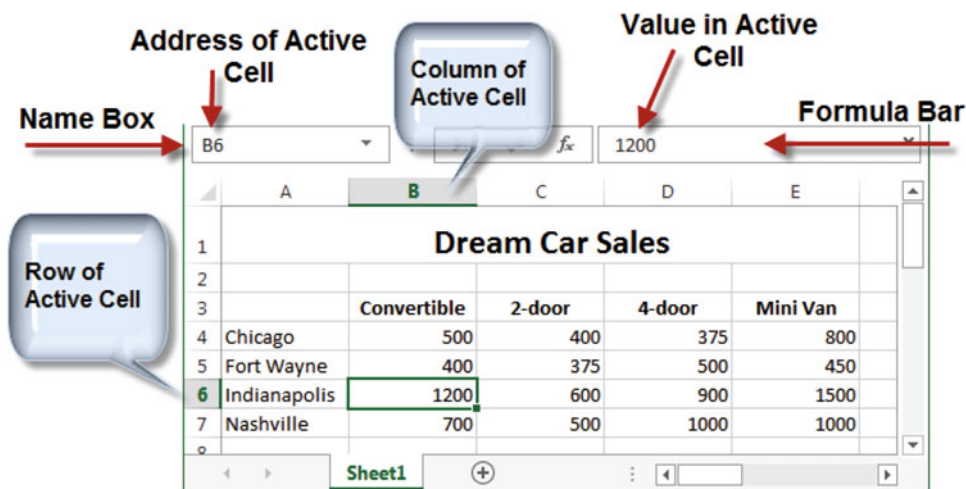 Address of Active
Cell
Value in Active
Cell
Column of
Active Cell
Name Box
Formula Bar
B6
fx
1200
A B C D E
1 Dream Car Sales
2
3 Convertible 2-door 4-door Mini Van
Row of
Active Cell
4 Chicago 500 400 375 800
5 Fort Wayne 400 375 500 450
6 Indianapolis 1200 600 900 1500
7 Nashville 700 500 1000 1000
8
Sheet1